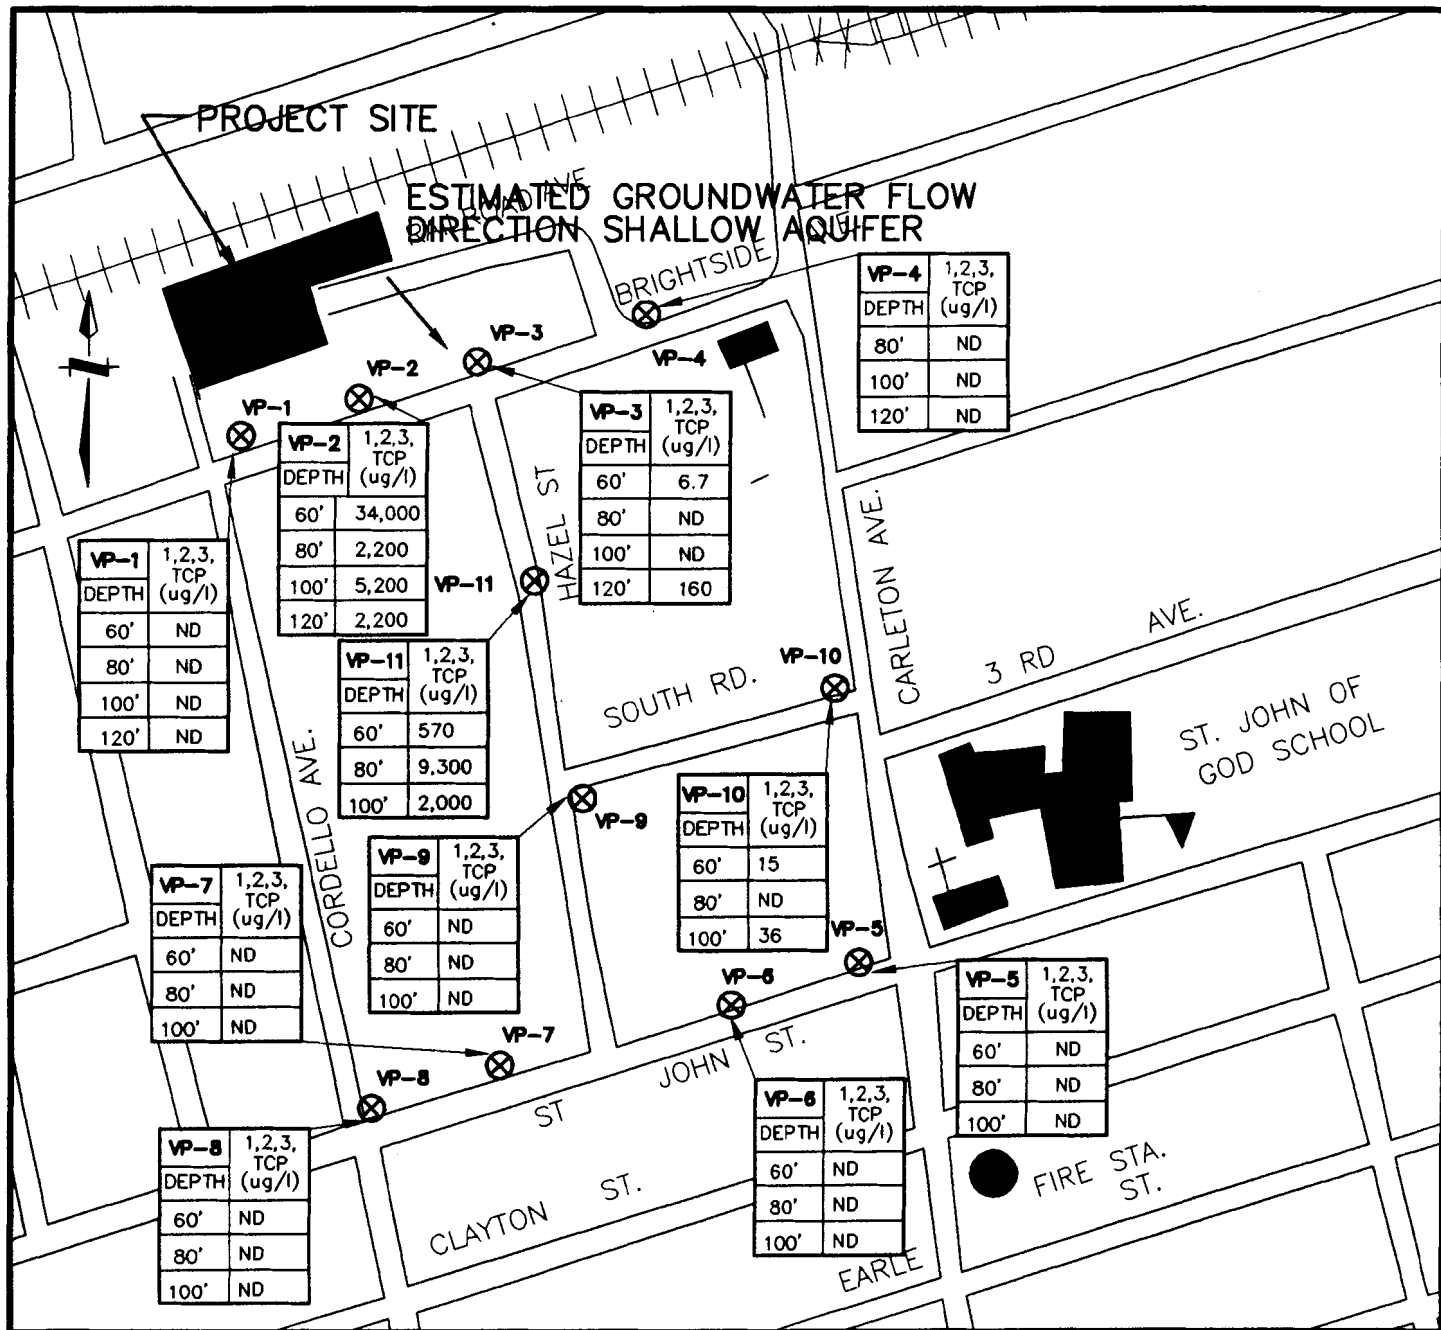 PROJECT SITE
ESTIMATED GROUNDWATER FLOW
DIRECTION SHALLOW AQUIFER
RAILROAD AVE
BRIGHTSIDE AVE
VP-4 1,2,3, TCP (ug/l)
DEPTH
80' ND
100' ND
120' ND
VP-3
VP-4
VP-2
VP-1
VP-3 1,2,3, TCP (ug/l)
DEPTH
60' 6.7
80' ND
100' ND
120' 160
VP-2 1,2,3, TCP (ug/l)
DEPTH
60' 34,000
80' 2,200
100' 5,200
120' 2,200
HAZEL ST
VP-1 1,2,3, TCP (ug/l)
DEPTH
60' ND
80' ND
100' ND
120' ND
VP-11
CARLETON AVE.
3 RD AVE.
VP-11 1,2,3, TCP (ug/l)
DEPTH
60' 570
80' 9,300
100' 2,000
VP-10
SOUTH RD.
ST. JOHN OF
GOD SCHOOL
CORDELLO AVE.
VP-10 1,2,3, TCP (ug/l)
DEPTH
60' 15
80' ND
100' 36
VP-9
VP-9 1,2,3, TCP (ug/l)
DEPTH
60' ND
80' ND
100' ND
VP-7 1,2,3, TCP (ug/l)
DEPTH
60' ND
80' ND
100' ND
VP-5
VP-6
VP-5 1,2,3, TCP (ug/l)
DEPTH
60' ND
80' ND
100' ND
VP-7
VP-8
ST JOHN ST.
VP-6 1,2,3, TCP (ug/l)
DEPTH
60' ND
80' ND
100' ND
VP-8 1,2,3, TCP (ug/l)
DEPTH
60' ND
80' ND
100' ND
FIRE STA.
CLAYTON ST.
EARLE ST.